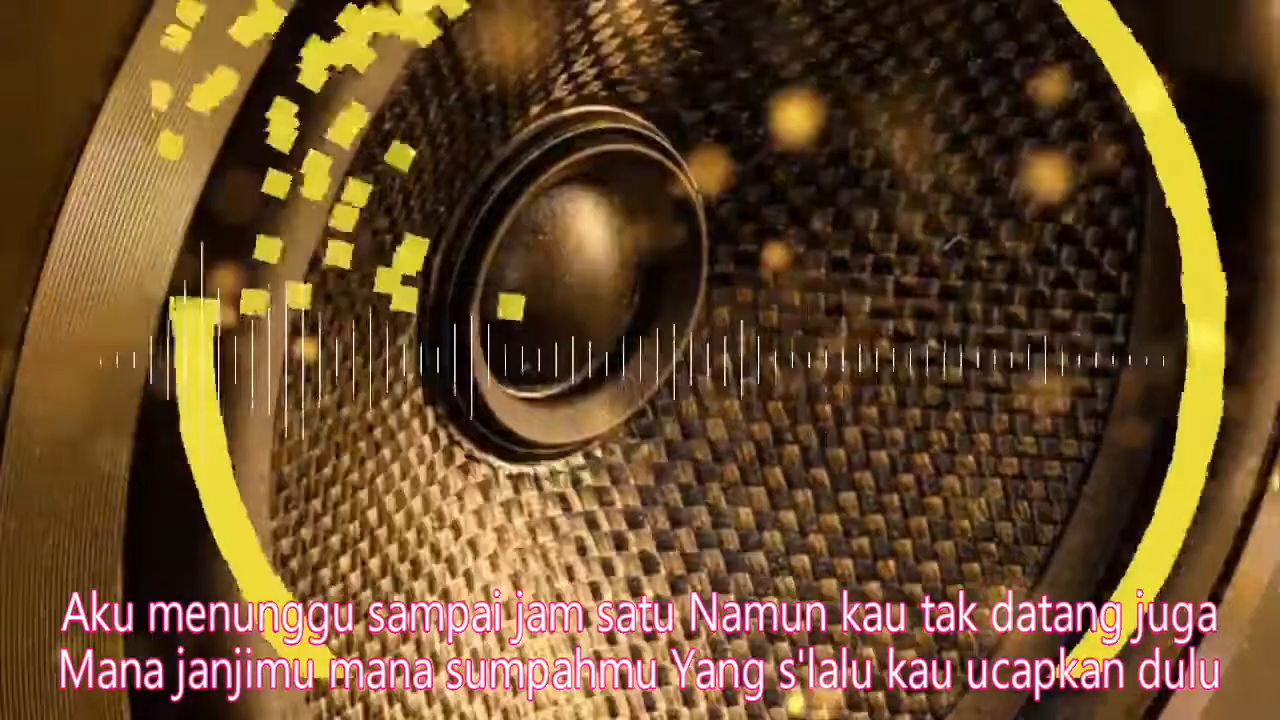 Aku menunggu sampai jam satu Namun kau tak datang juga
Mana janjimu mana sumpahmu Yang s'lalu kau ucapkan dulu